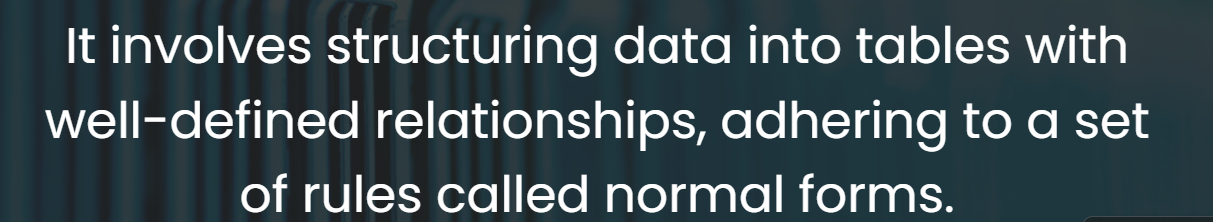 It involves structuring data into tables with
well-defined relationships, adhering to a set
of rules called normal forms.